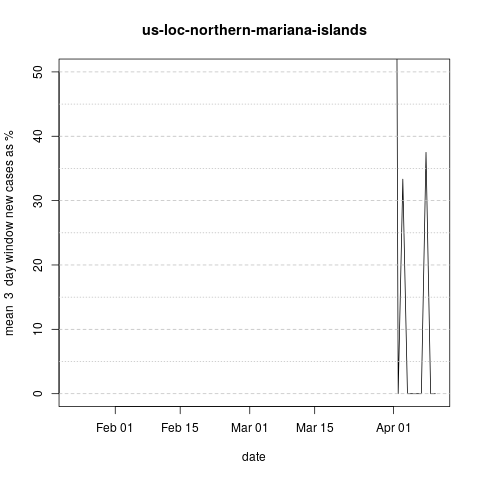 us-loc-northern-mariana-islands
mean 3 day window new cases as %
50
40
30
20
10
0
Feb 01 Feb 15 Mar 01 Mar 15 Apr 01
date